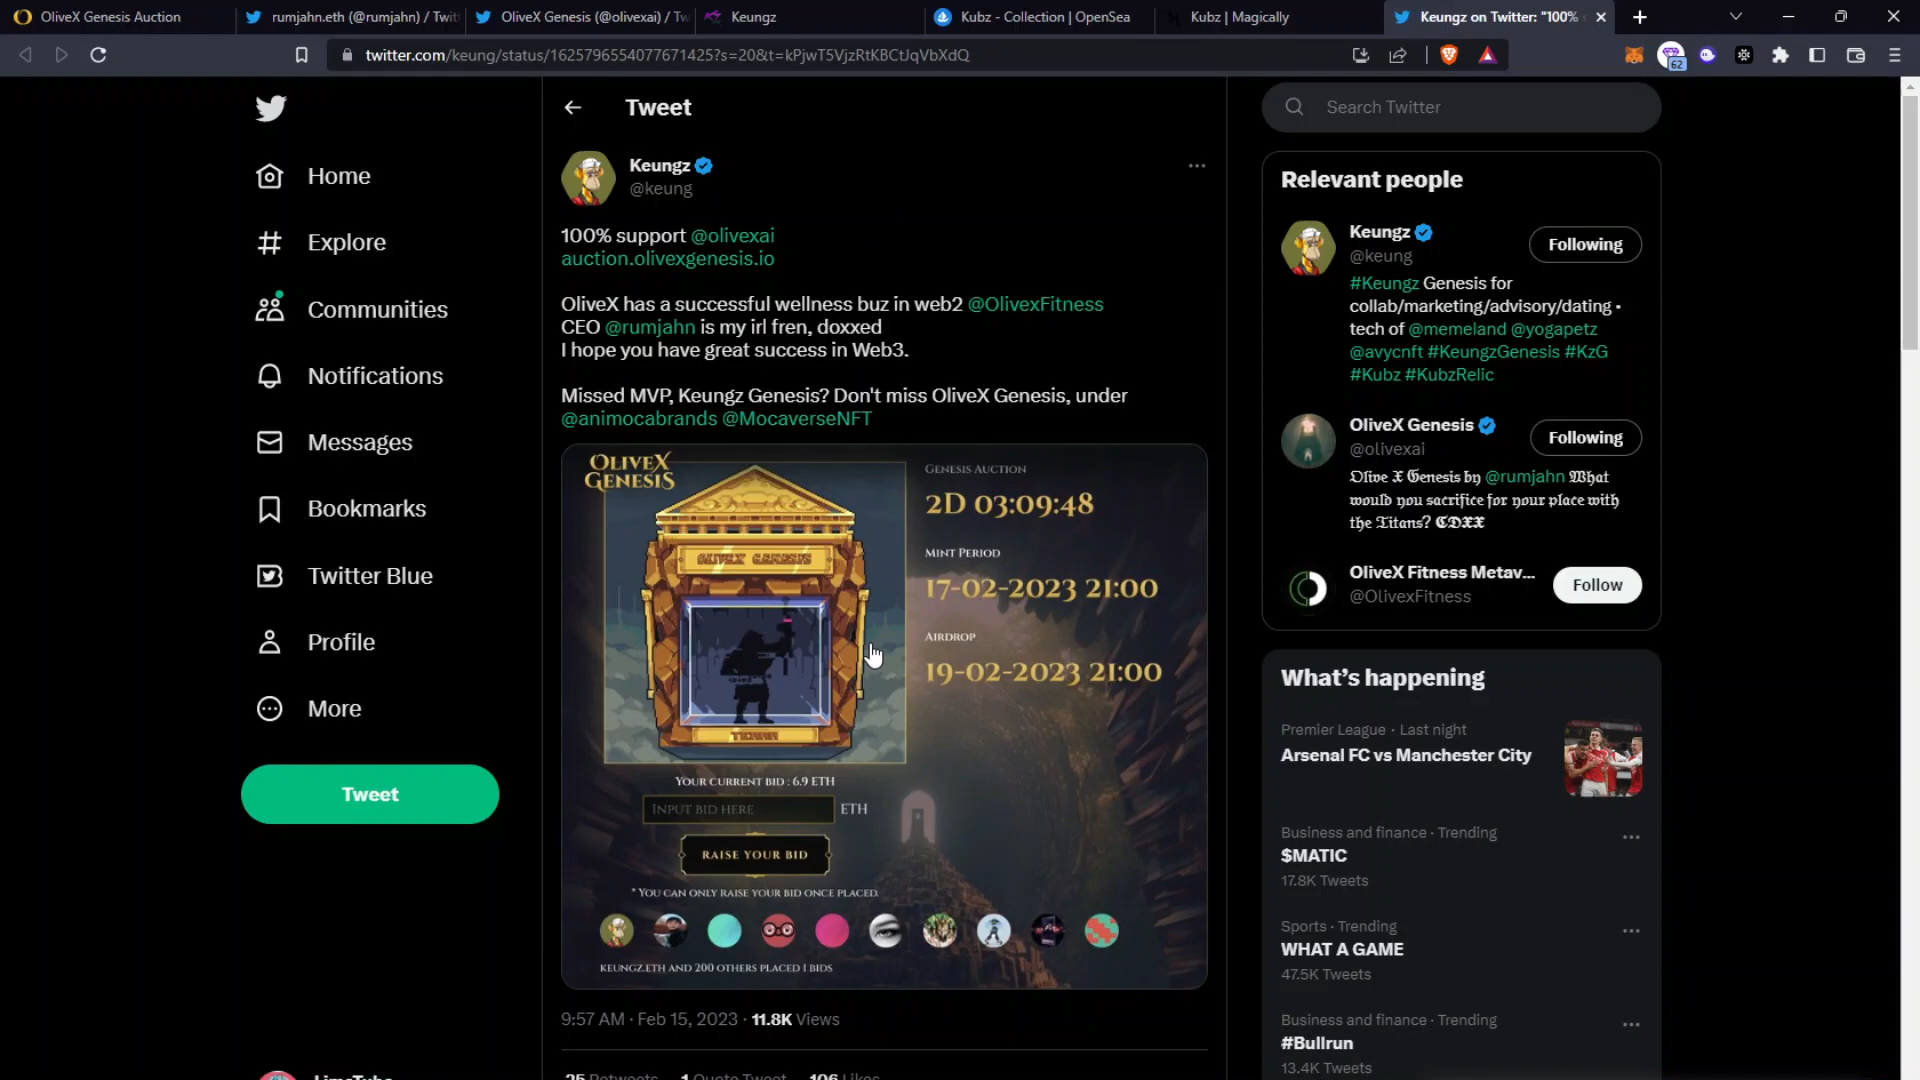 OliveX Genesis Auction
rumjahn.eth (@rumjahn) / Twit
OliveX Genesis (@olivexai) / Tw
Keungz
Kubz - Collection | OpenSea
Kubz | Magically
Keungz on Twitter: "100%
twitter.com/keung/status/1625796554077671425?s=20&t=kPjwT5VjzRtKBCtJqVbXdQ
62
Home
Explore
Communities
Notifications
Messages
Bookmarks
Twitter Blue
Profile
More
Tweet
Tweet
Keungz
@keung
100% support @olivexai
auction.olivexgenesis.io
OliveX has a successful wellness buz in web2 @OlivexFitness
CEO @rumjahn is my irl fren, doxxed
I hope you have great success in Web3.
Missed MVP, Keungz Genesis? Don't miss OliveX Genesis, under
@animocabrands @MocaverseNFT
OLIVEX
GENESIS
OLIVEX GENESIS
YOUR CURRENT BID : 6.9 ETH
INPUT BID HERE
ETH
RAISE YOUR BID
* YOU CAN ONLY RAISE YOUR BID ONCE PLACED.
KEUNGZ.ETH AND 200 OTHERS PLACED 1 BIDS
GENESIS AUCTION
2D 03:09:48
MINT PERIOD
17-02-2023 21:00
AIRDROP
19-02-2023 21:00
9:57 AM · Feb 15, 2023 · 11.8K Views
25 Retweets 1 Quote Tweet 106 Likes
Search Twitter
Relevant people
Keungz
@keung
Following
#Keungz Genesis for
collab/marketing/advisory/dating •
tech of @memeland @yogapetz
@avycnft #KeungzGenesis #KzG
#Kubz #KubzRelic
OliveX Genesis
@olivexai
Following
𝔒𝔩𝔦𝔳𝔢 𝔛 𝔊𝔢𝔫𝔢𝔰𝔦𝔰 𝔟𝔶 @rumjahn 𝔚𝔥𝔞𝔱
𝔴𝔬𝔲𝔩𝔡 𝔶𝔬𝔲 𝔰𝔞𝔠𝔯𝔦𝔣𝔦𝔠𝔢 𝔣𝔬𝔯 𝔶𝔬𝔲𝔯 𝔭𝔩𝔞𝔠𝔢 𝔴𝔦𝔱𝔥
𝔱𝔥𝔢 𝔗𝔦𝔱𝔞𝔫𝔰? 𝕮𝕯𝖃𝖃
OliveX Fitness Metav...
@OlivexFitness
Follow
What's happening
Premier League · Last night
Arsenal FC vs Manchester City
Business and finance · Trending
$MATIC
17.8K Tweets
Sports · Trending
WHAT A GAME
47.5K Tweets
Business and finance · Trending
#Bullrun
13.4K Tweets